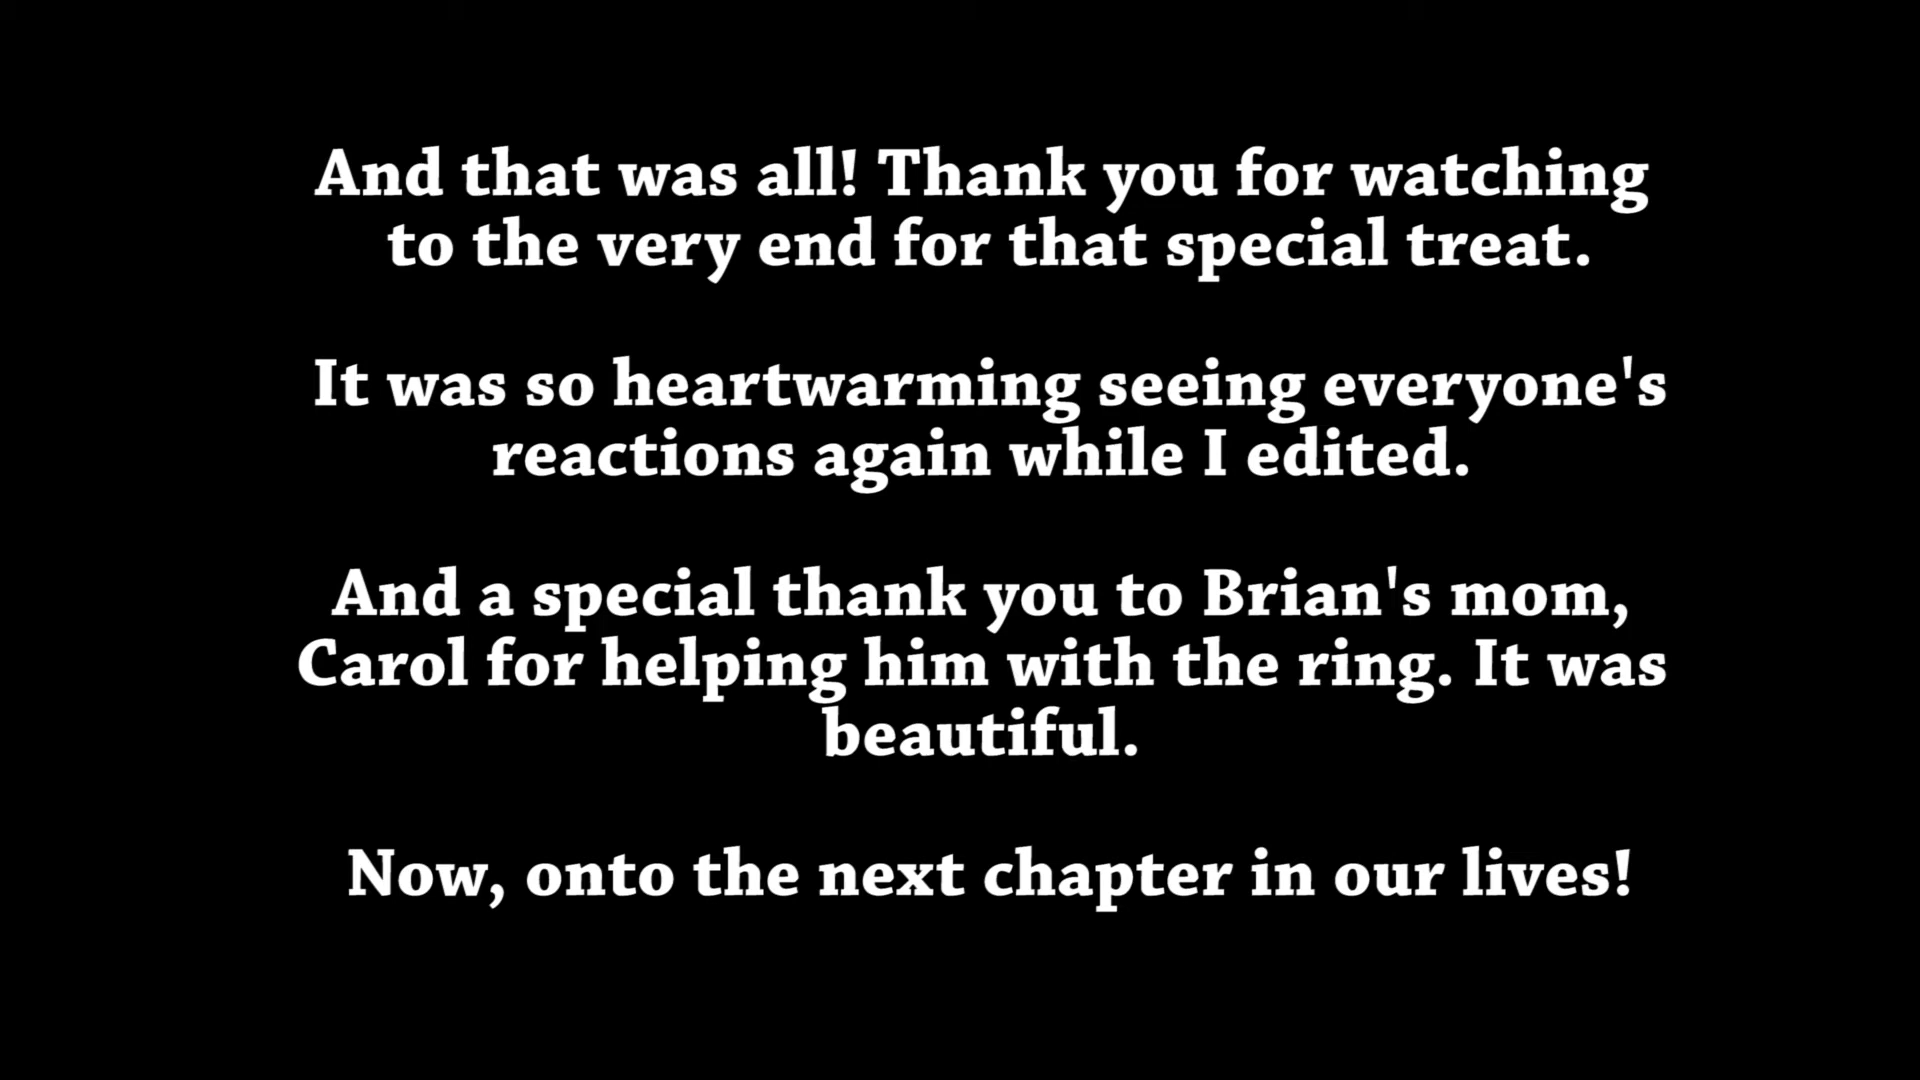 And that was all! Thank you for watching
to the very end for that special treat.
It was so heartwarming seeing everyone's
reactions again while I edited.
And a special thank you to Brian's mom,
Carol for helping him with the ring. It was
beautiful.
Now, onto the next chapter in our lives!